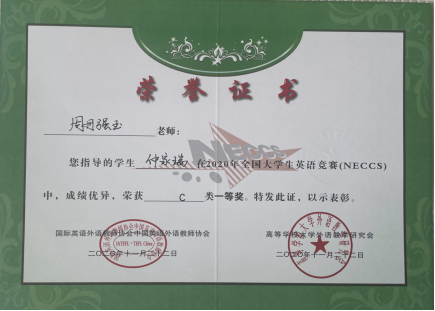 荣誉证书
周丹强玉 老师:
您指导的学生 仲家瑞 在2020年全国大学生英语竞赛(NECCS)
中,成绩优异,荣获 C 类一等奖。特发此证,以示表彰。
NECCS
国际英语外语教师协会中国英语外语教师协会 高等学校大学外语教学研究会
二〇二〇年十一月二十二日 二〇二〇年十一月二十二日